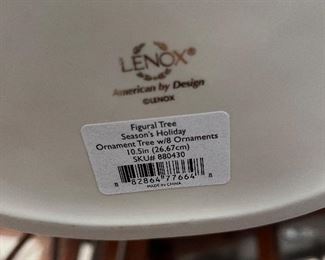 LENOX®
American by Design
©LENOX
Figural Tree
Season's Holiday
Ornament Tree w/8 Ornaments
10.5in (26.67cm)
SKU# 880430
8 82864 77664 8
MADE IN CHINA